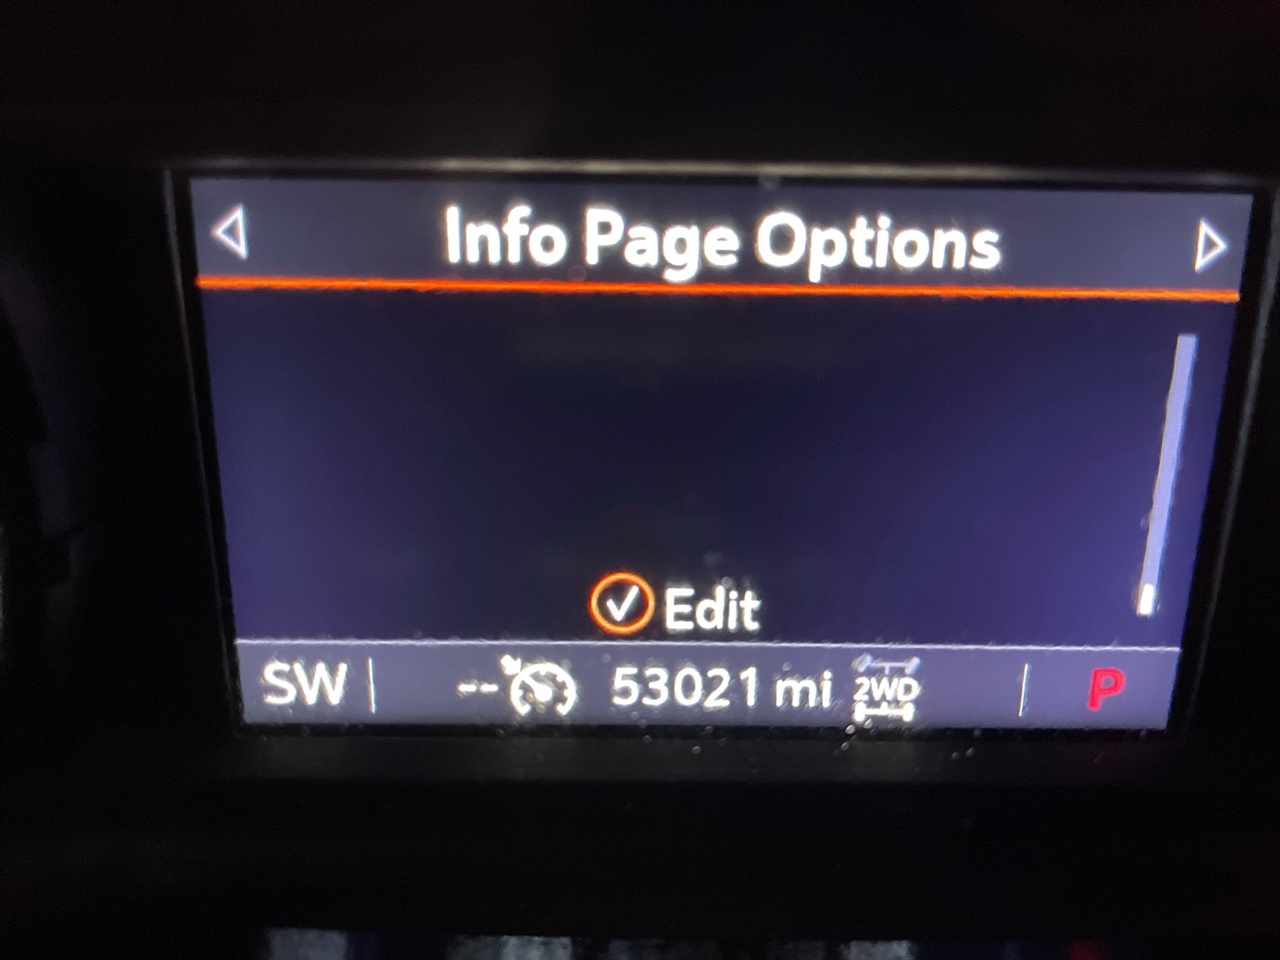 Info Page Options
Edit
SW -- 53021 mi 2WD P